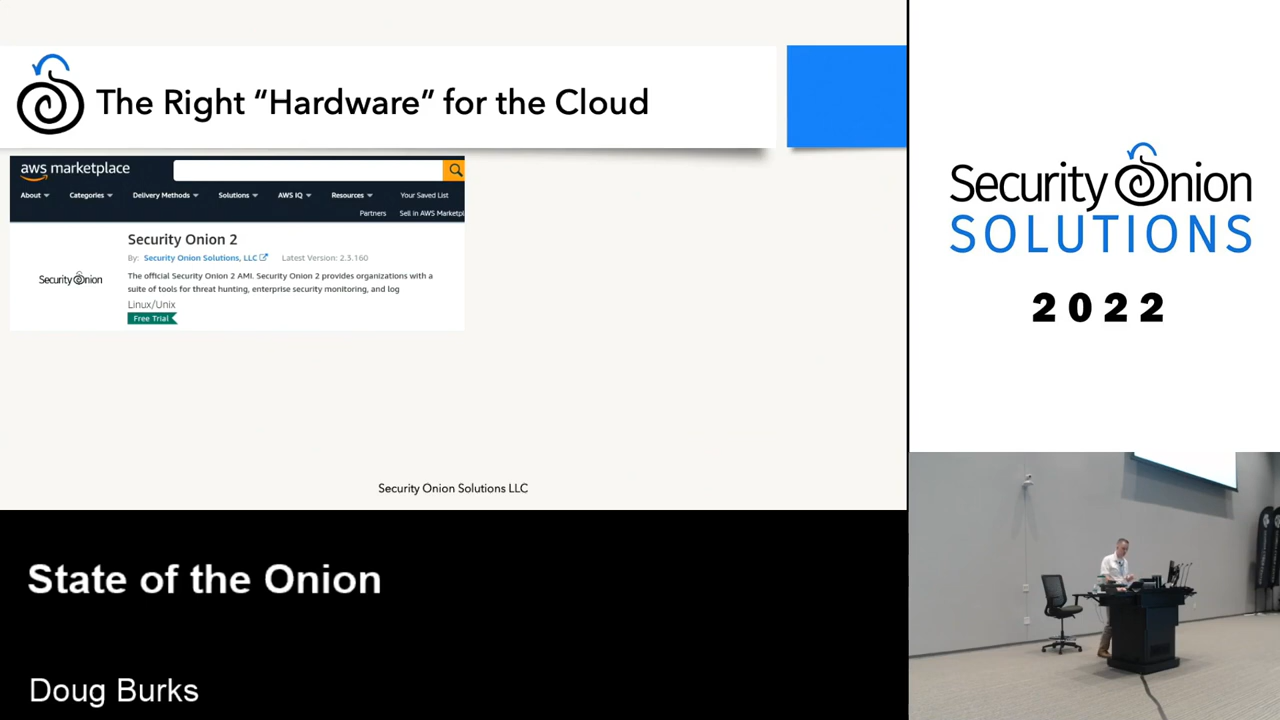 The Right “Hardware” for the Cloud
aws marketplace
About Categories Delivery Methods Solutions AWS IQ Resources Your Saved List
Partners Sell in AWS Marketpl
Security Onion
Security Onion 2
By: Security Onion Solutions, LLC Latest Version: 2.3.160
The official Security Onion 2 AMI. Security Onion 2 provides organizations with a
suite of tools for threat hunting, enterprise security monitoring, and log
Linux/Unix
Free Trial
Security Onion Solutions LLC
Security Onion
SOLUTIONS
2022
State of the Onion
Doug Burks